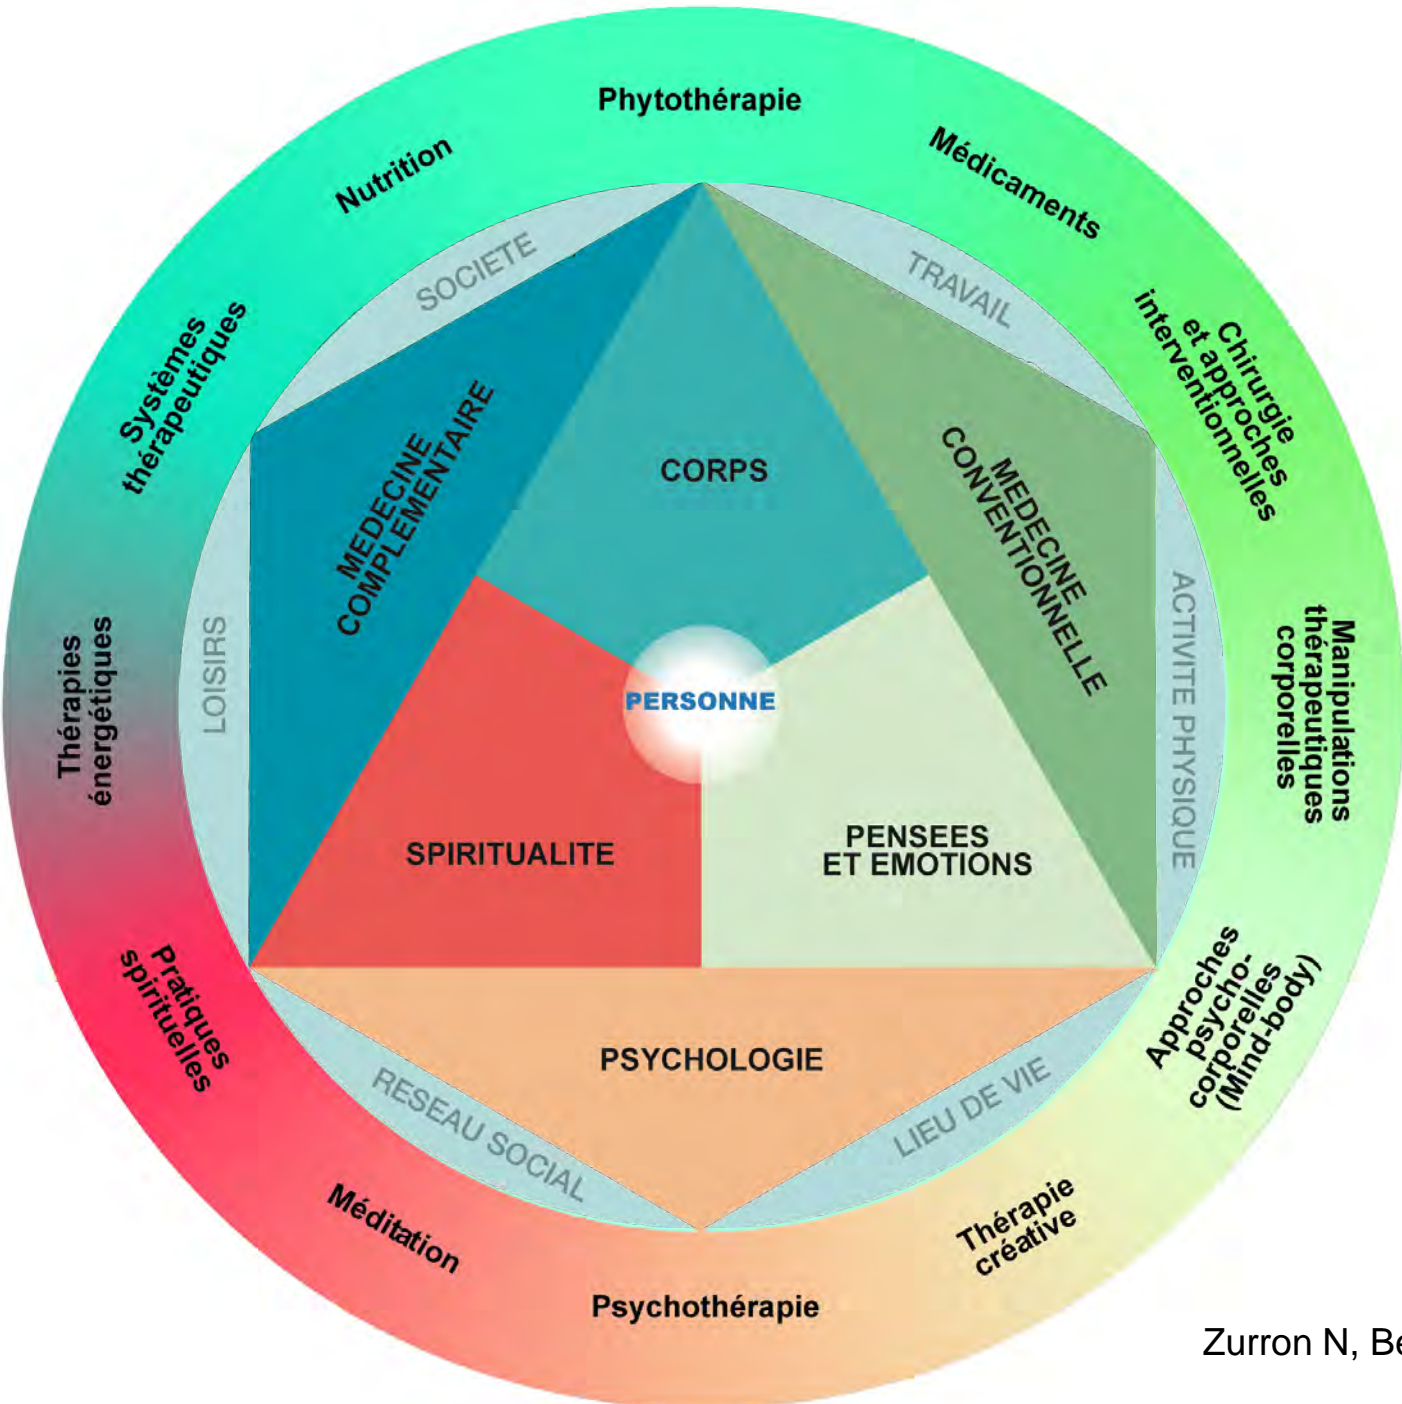 Phytothérapie
Médicaments
Chirurgie
et approches
interventionnelles
Manipulations
thérapeutiques
corporelles
Approches
psycho-
corporelles
(Mind-body)
Thérapie
créative
Psychothérapie
Méditation
Pratiques
spirituelles
Thérapies
énergétiques
Systèmes
thérapeutiques
Nutrition
SOCIETE
TRAVAIL
ACTIVITE PHYSIQUE
LIEU DE VIE
RESEAU SOCIAL
LOISIRS
MEDECINE
COMPLEMENTAIRE
MEDECINE
CONVENTIONNELLE
PSYCHOLOGIE
CORPS
PENSEES
ET EMOTIONS
SPIRITUALITE
PERSONNE
Zurron N, Be